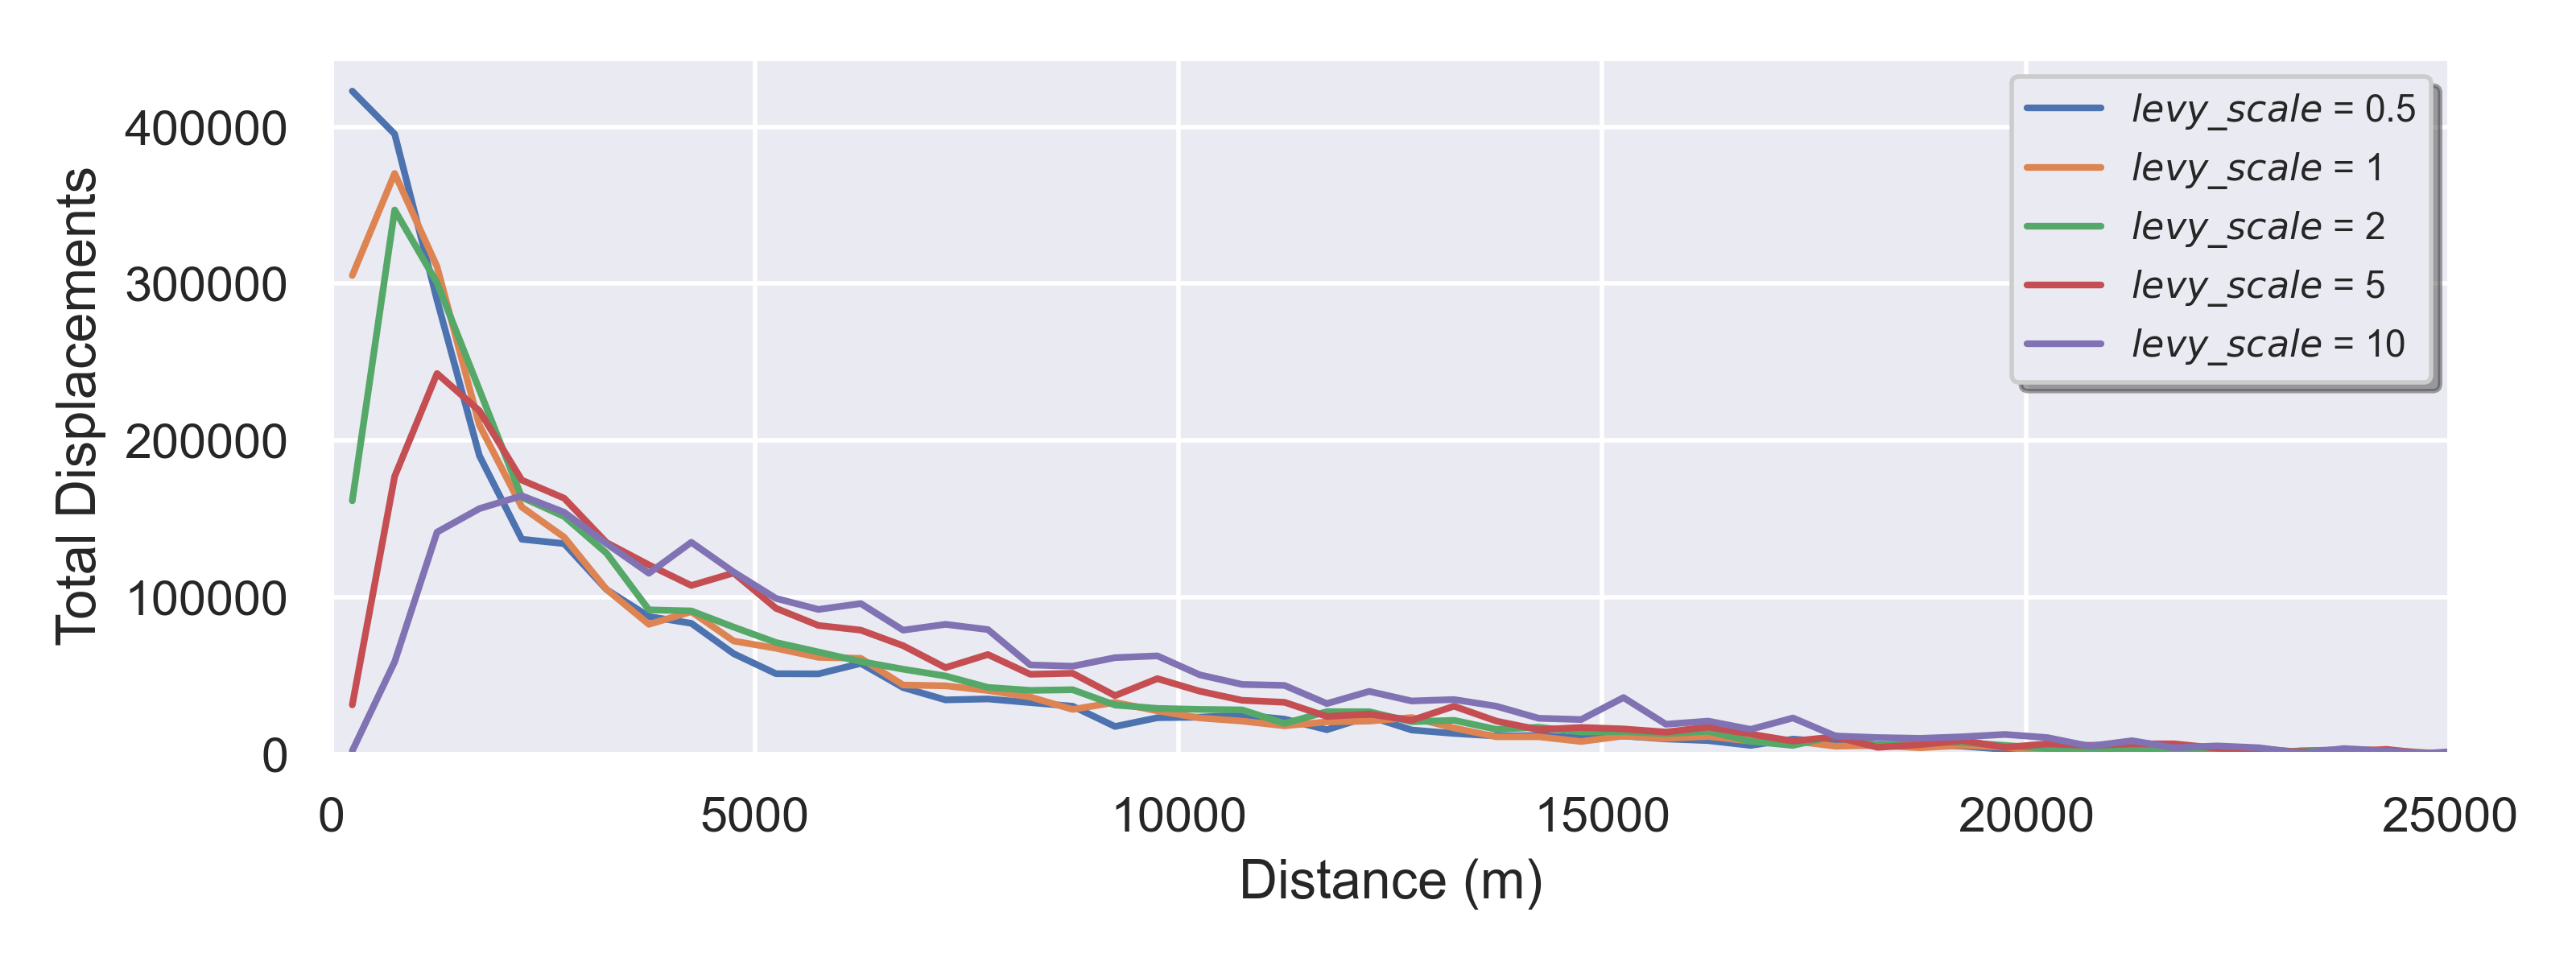 400000
300000
200000
100000
0
Total Displacements
levy_scale = 0.5
levy_scale = 1
levy_scale = 2
levy_scale = 5
levy_scale = 10
0 5000 10000 15000 20000 25000
Distance (m)